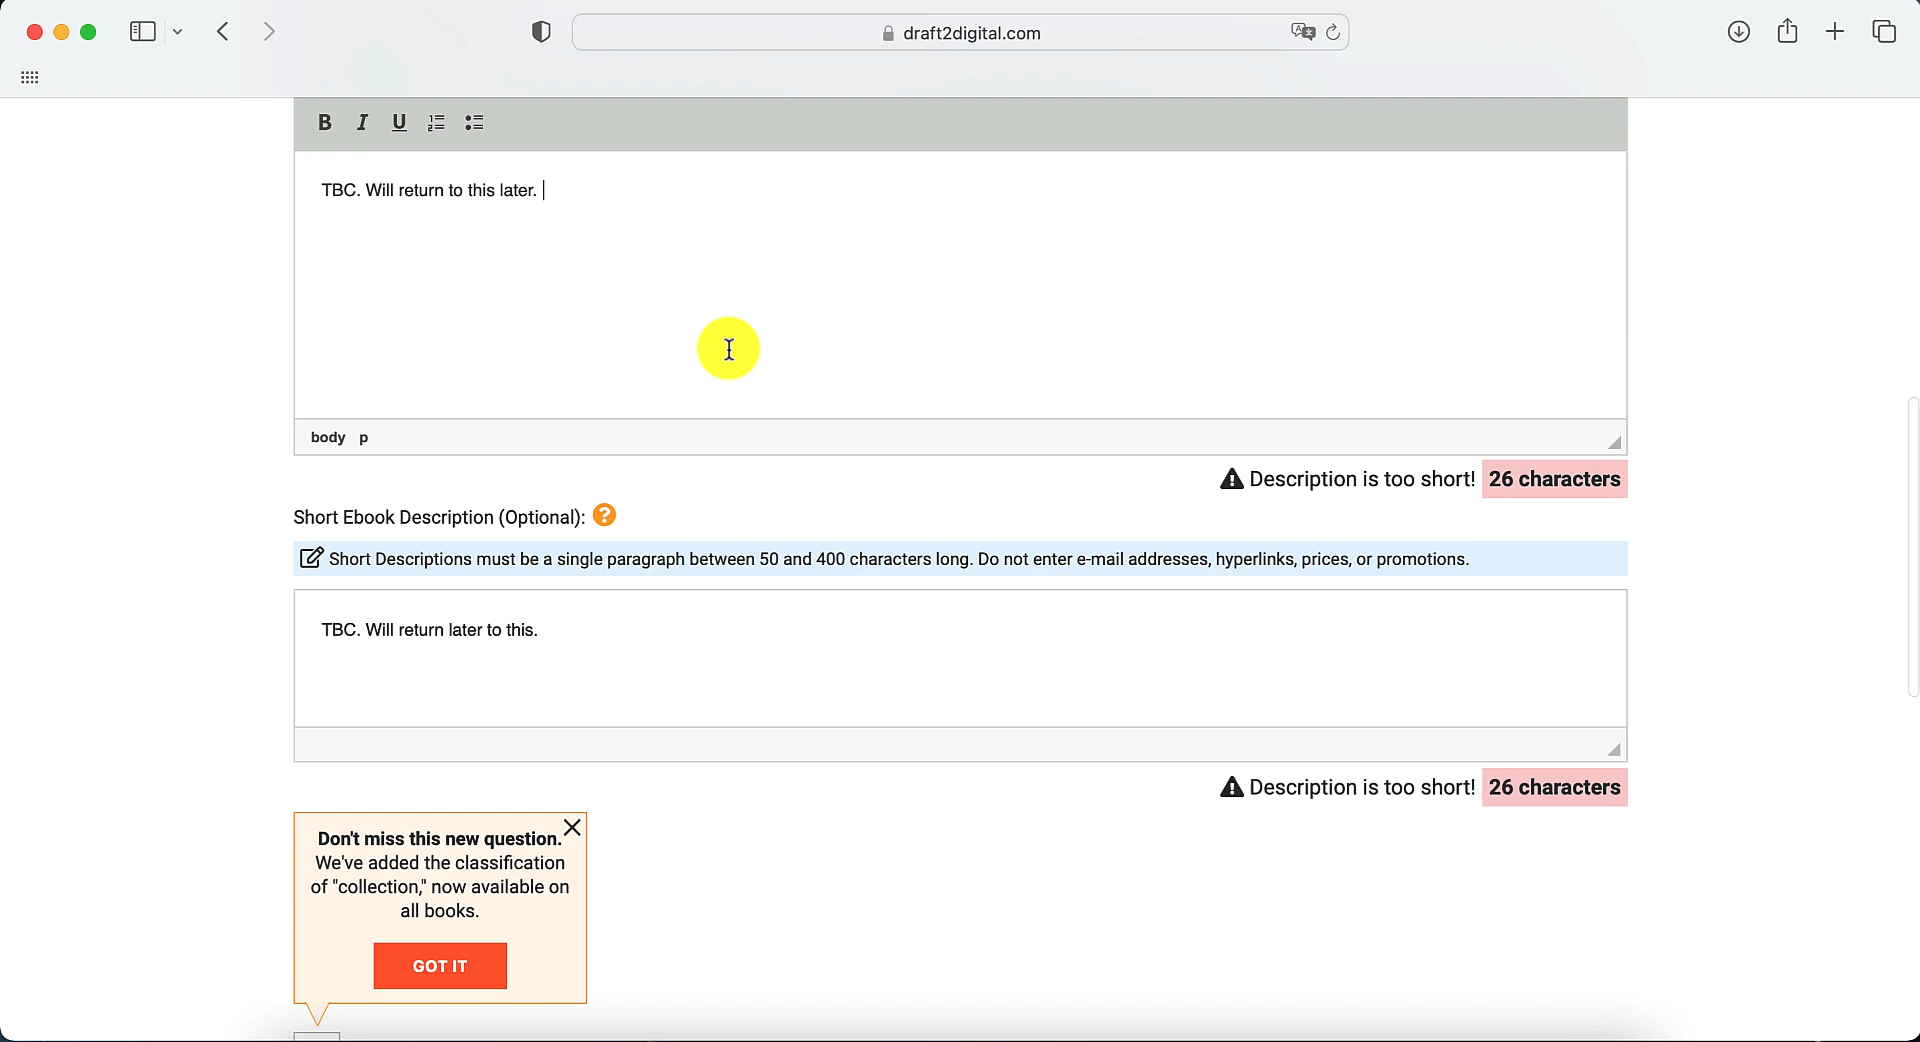 draft2digital.com
B I U
TBC. Will return to this later.
body p
Description is too short! 26 characters
Short Ebook Description (Optional): ?
Short Descriptions must be a single paragraph between 50 and 400 characters long. Do not enter e-mail addresses, hyperlinks, prices, or promotions.
TBC. Will return later to this.
Description is too short! 26 characters
Don't miss this new question.
We've added the classification
of "collection," now available on
all books.
GOT IT